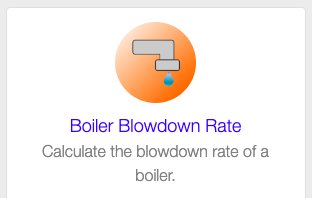 Boiler Blowdown Rate
Calculate the blowdown rate of a
boiler.